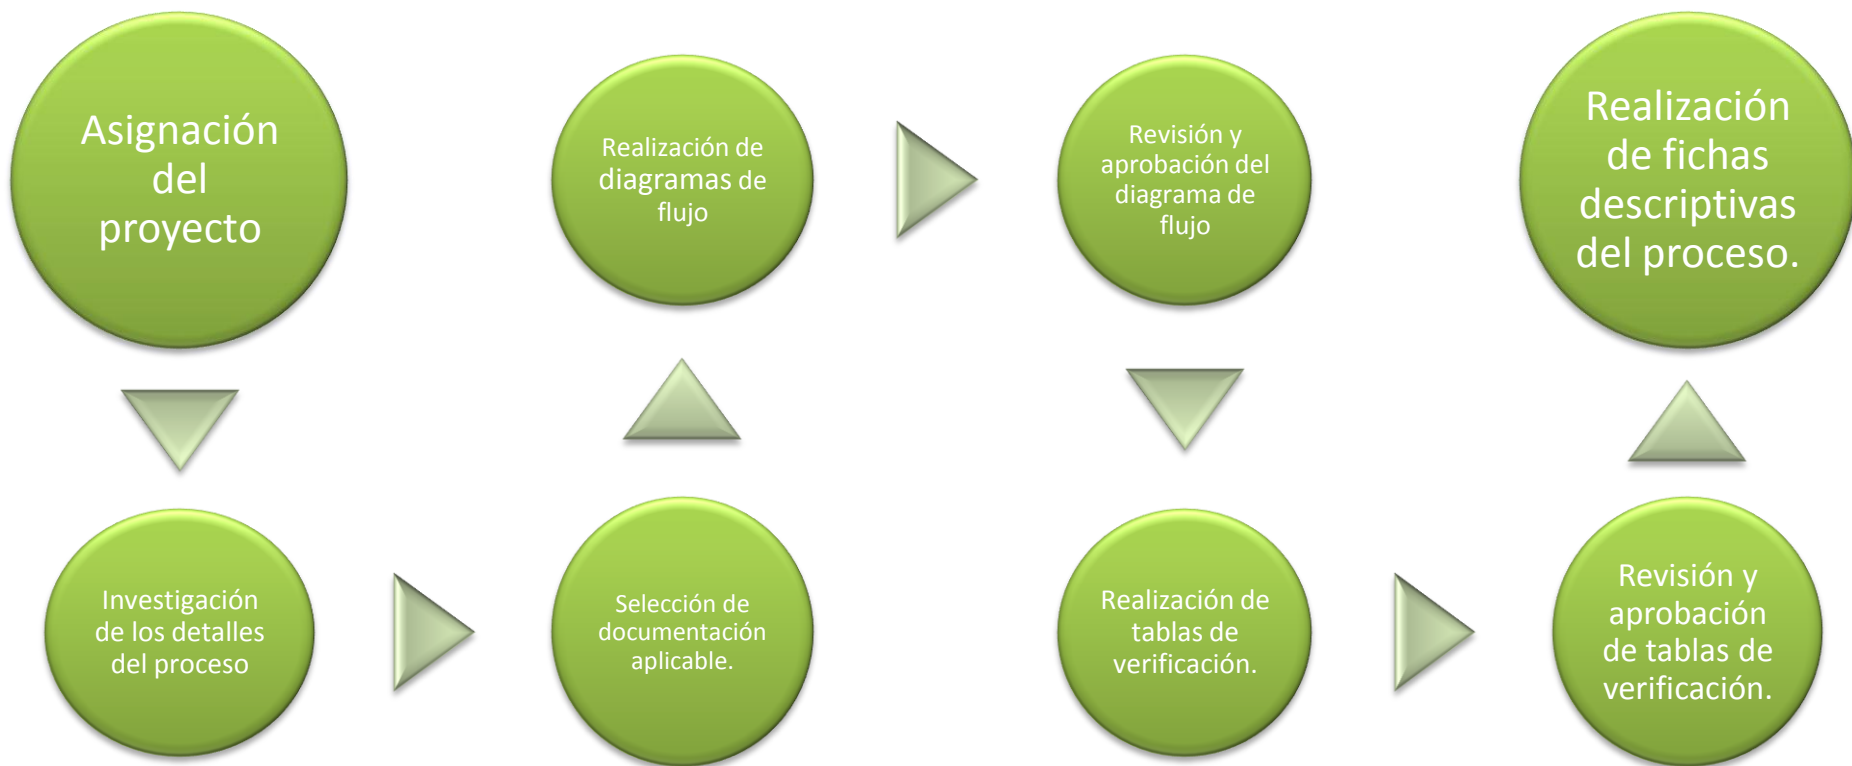 Asignación
del
proyecto
Investigación
de los detalles
del proceso
Selección de
documentación
aplicable.
Realización de
diagramas de
flujo
Revisión y
aprobación del
diagrama de
flujo
Realización de
tablas de
verificación.
Revisión y
aprobación
de tablas de
verificación.
Realización
de fichas
descriptivas
del proceso.